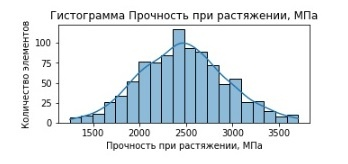 Гистограмма Прочность при растяжении, МПа
Количество элементов
100
75
50
25
0
1500 2000 2500 3000 3500
Прочность при растяжении, МПа